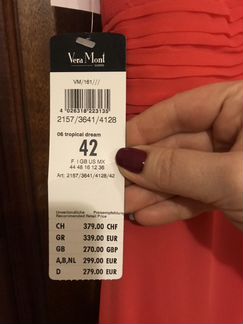 Vera Mont
VM/161///
4 026318 223135
2157/3641/4128
06 tropical dream
42
F I GB US MX
44 48 16 12 36
Art: 2157/3641/4128/42
Unverbindliche Preisempfehlung
Recommended Retail Price
CH 379.00 CHF
GR 339.00 EUR
GB 270.00 GBP
A,B,NL 299.00 EUR
D 279.00 EUR